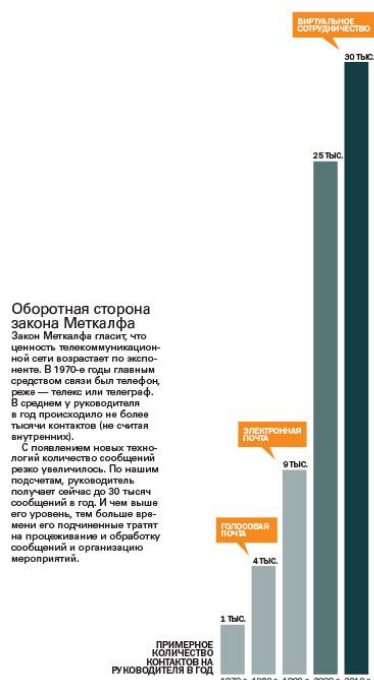 ВИРТУАЛЬНОЕ
СОТРУДНИЧЕСТВО
30 ТЫС.
25 ТЫС.
Оборотная сторона
закона Меткалфа
Закон Меткалфа гласит, что
ценность телекоммуникацион-
ной сети возрастает по экспо-
ненте. В 1970-е годы главным
средством связи был телефон,
реже — телекс или телеграф.
В среднем у руководителя
в год происходило не более
тысячи контактов (не считая
внутренних).
С появлением новых техно-
логий количество сообщений
резко увеличилось. По нашим
подсчетам, руководитель
получает сейчас до 30 тысяч
сообщений в год. И чем выше
его уровень, тем больше вре-
мени его подчиненные тратят
на процеживание и обработку
сообщений и организацию
мероприятий.
ЭЛЕКТРОННАЯ
ПОЧТА
9 ТЫС.
ГОЛОСОВАЯ
ПОЧТА
4 ТЫС.
1 ТЫС.
ПРИМЕРНОЕ
КОЛИЧЕСТВО
КОНТАКТОВ НА
РУКОВОДИТЕЛЯ В ГОД